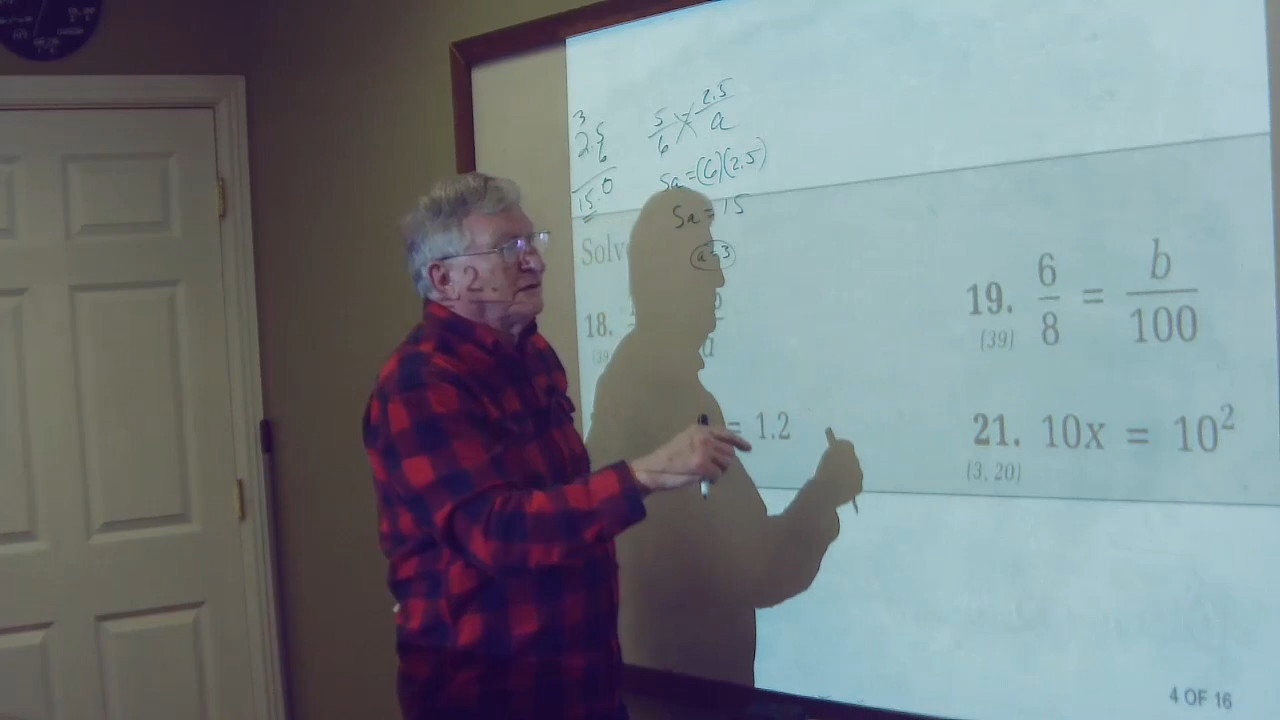 3
2.5
6
15.0
5/6 = 2.5/a
5a = (6)(2.5)
5a = 15
a = 3
Solv
18.
a
19. 6/8 = b/100
(39)
= 1.2
21. 10x = 10²
(3, 20)
2.
4 OF 16